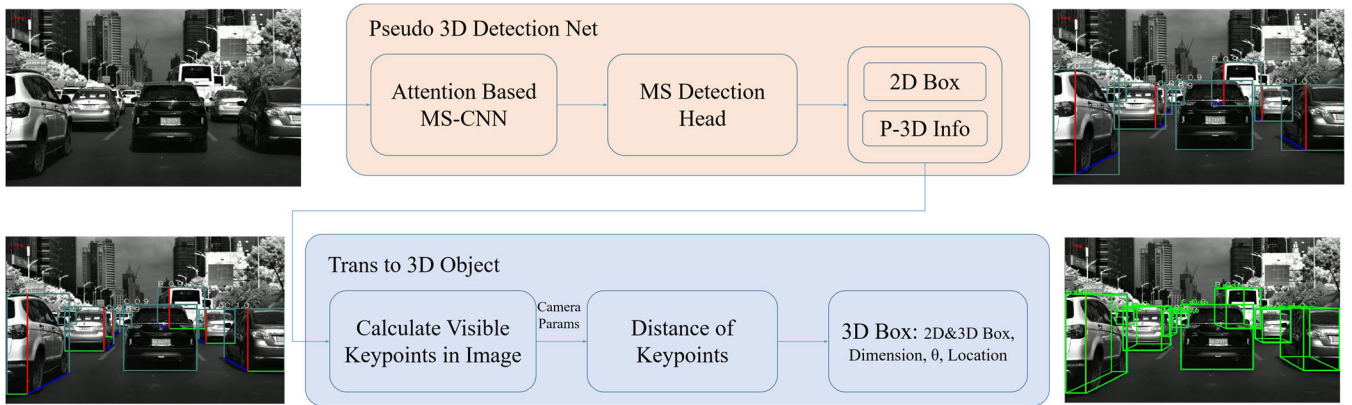 Pseudo 3D Detection Net
Attention Based
MS-CNN
MS Detection
Head
2D Box
P-3D Info
Trans to 3D Object
Calculate Visible
Keypoints in Image
Camera
Params
Distance of
Keypoints
3D Box: 2D&3D Box,
Dimension, θ, Location